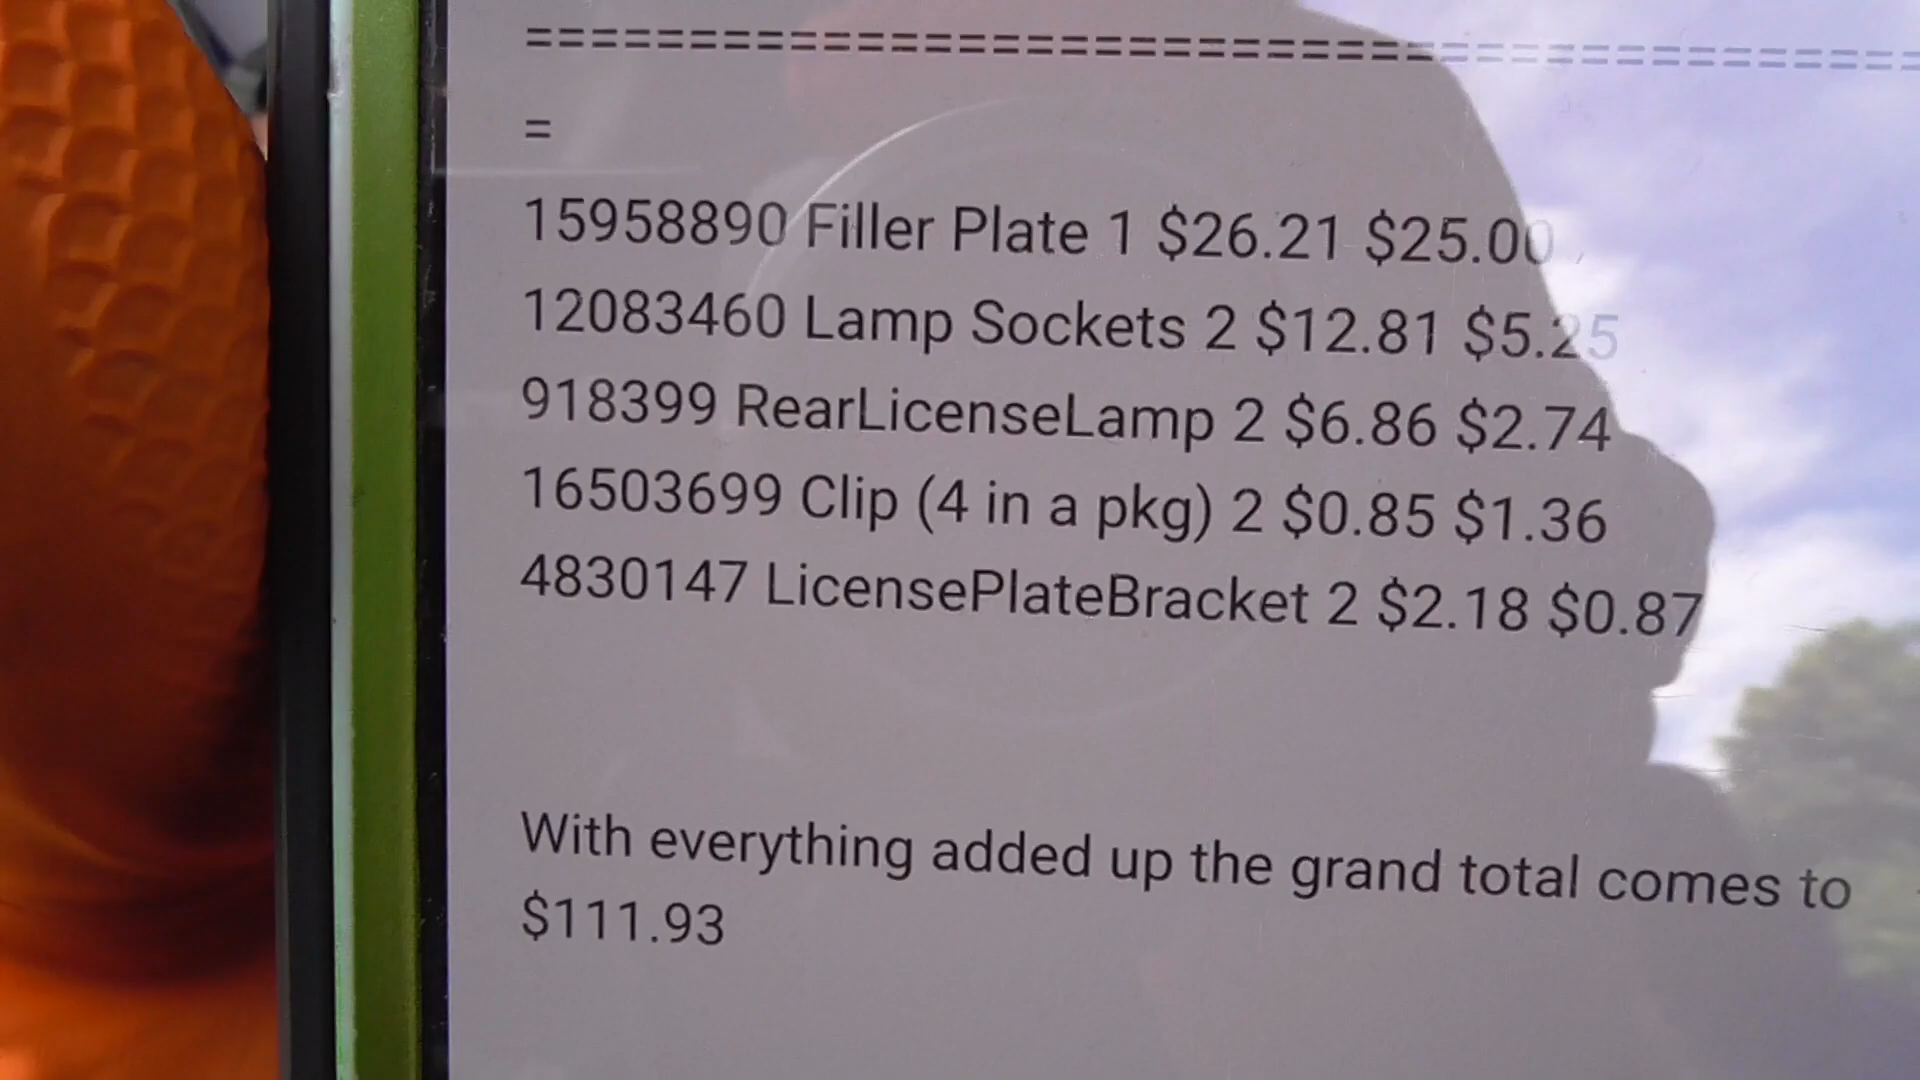 ==========================================
=
15958890 Filler Plate 1 $26.21 $25.00
12083460 Lamp Sockets 2 $12.81 $5.25
918399 RearLicenseLamp 2 $6.86 $2.74
16503699 Clip (4 in a pkg) 2 $0.85 $1.36
4830147 LicensePlateBracket 2 $2.18 $0.87
With everything added up the grand total comes to
$111.93